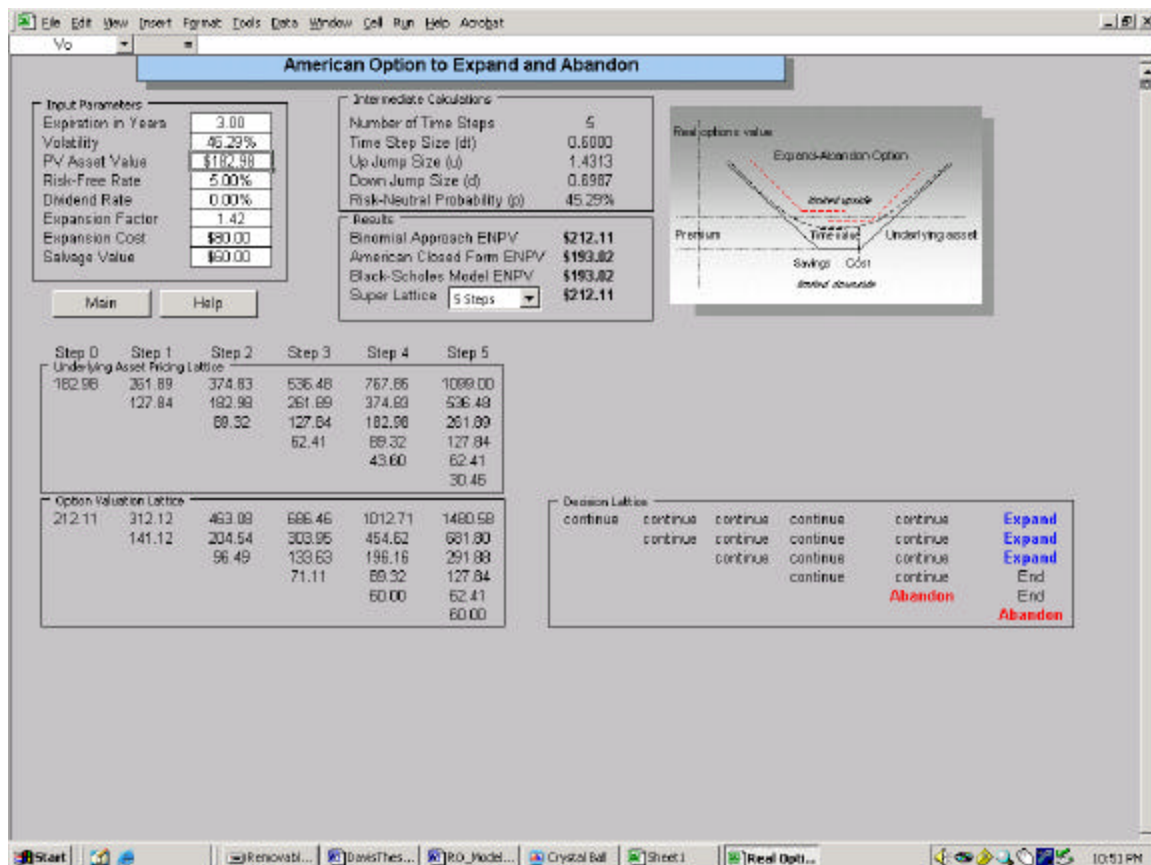 File Edit View Insert Format Tools Data Window Cell Run Help Acrobat
Vo =
American Option to Expand and Abandon
Input Parameters
Expiration in Years 3.00
Volatility 46.29%
PV Asset Value $182.98
Risk-Free Rate 5.00%
Dividend Rate 0.00%
Expansion Factor 1.42
Expansion Cost $80.00
Salvage Value $60.00
Main Help
Intermediate Calculations
Number of Time Steps 5
Time Step Size (dt) 0.6000
Up Jump Size (u) 1.4313
Down Jump Size (d) 0.6987
Risk-Neutral Probability (p) 45.29%
Results
Binomial Approach ENPV $212.11
American Closed Form ENPV $193.02
Black-Scholes Model ENPV $193.02
Super Lattice 5 Steps $212.11
Real options value
Expand-Abandon Option
limited upside
Premium Time value Underlying asset
Savings Cost
limited downside
Step 0 Step 1 Step 2 Step 3 Step 4 Step 5
Underlying Asset Pricing Lattice
182.98 261.89 374.83 536.48 767.85 1099.00
127.84 182.98 261.89 374.83 536.48
89.32 127.84 182.98 261.89
62.41 89.32 127.84
43.60 62.41
30.46
Option Valuation Lattice
212.11 312.12 463.08 686.46 1012.71 1480.58
141.12 204.54 303.95 454.62 681.80
96.49 133.63 196.16 291.88
71.11 89.32 127.84
60.00 62.41
60.00
Decision Lattice
continue continue continue continue continue Expand
continue continue continue continue Expand
continue continue continue Expand
continue continue End
Abandon End
Abandon
Start Removabl... DavisThes... RO_Model... Crystal Ball Sheet1 Real Opti... 10:51 PM